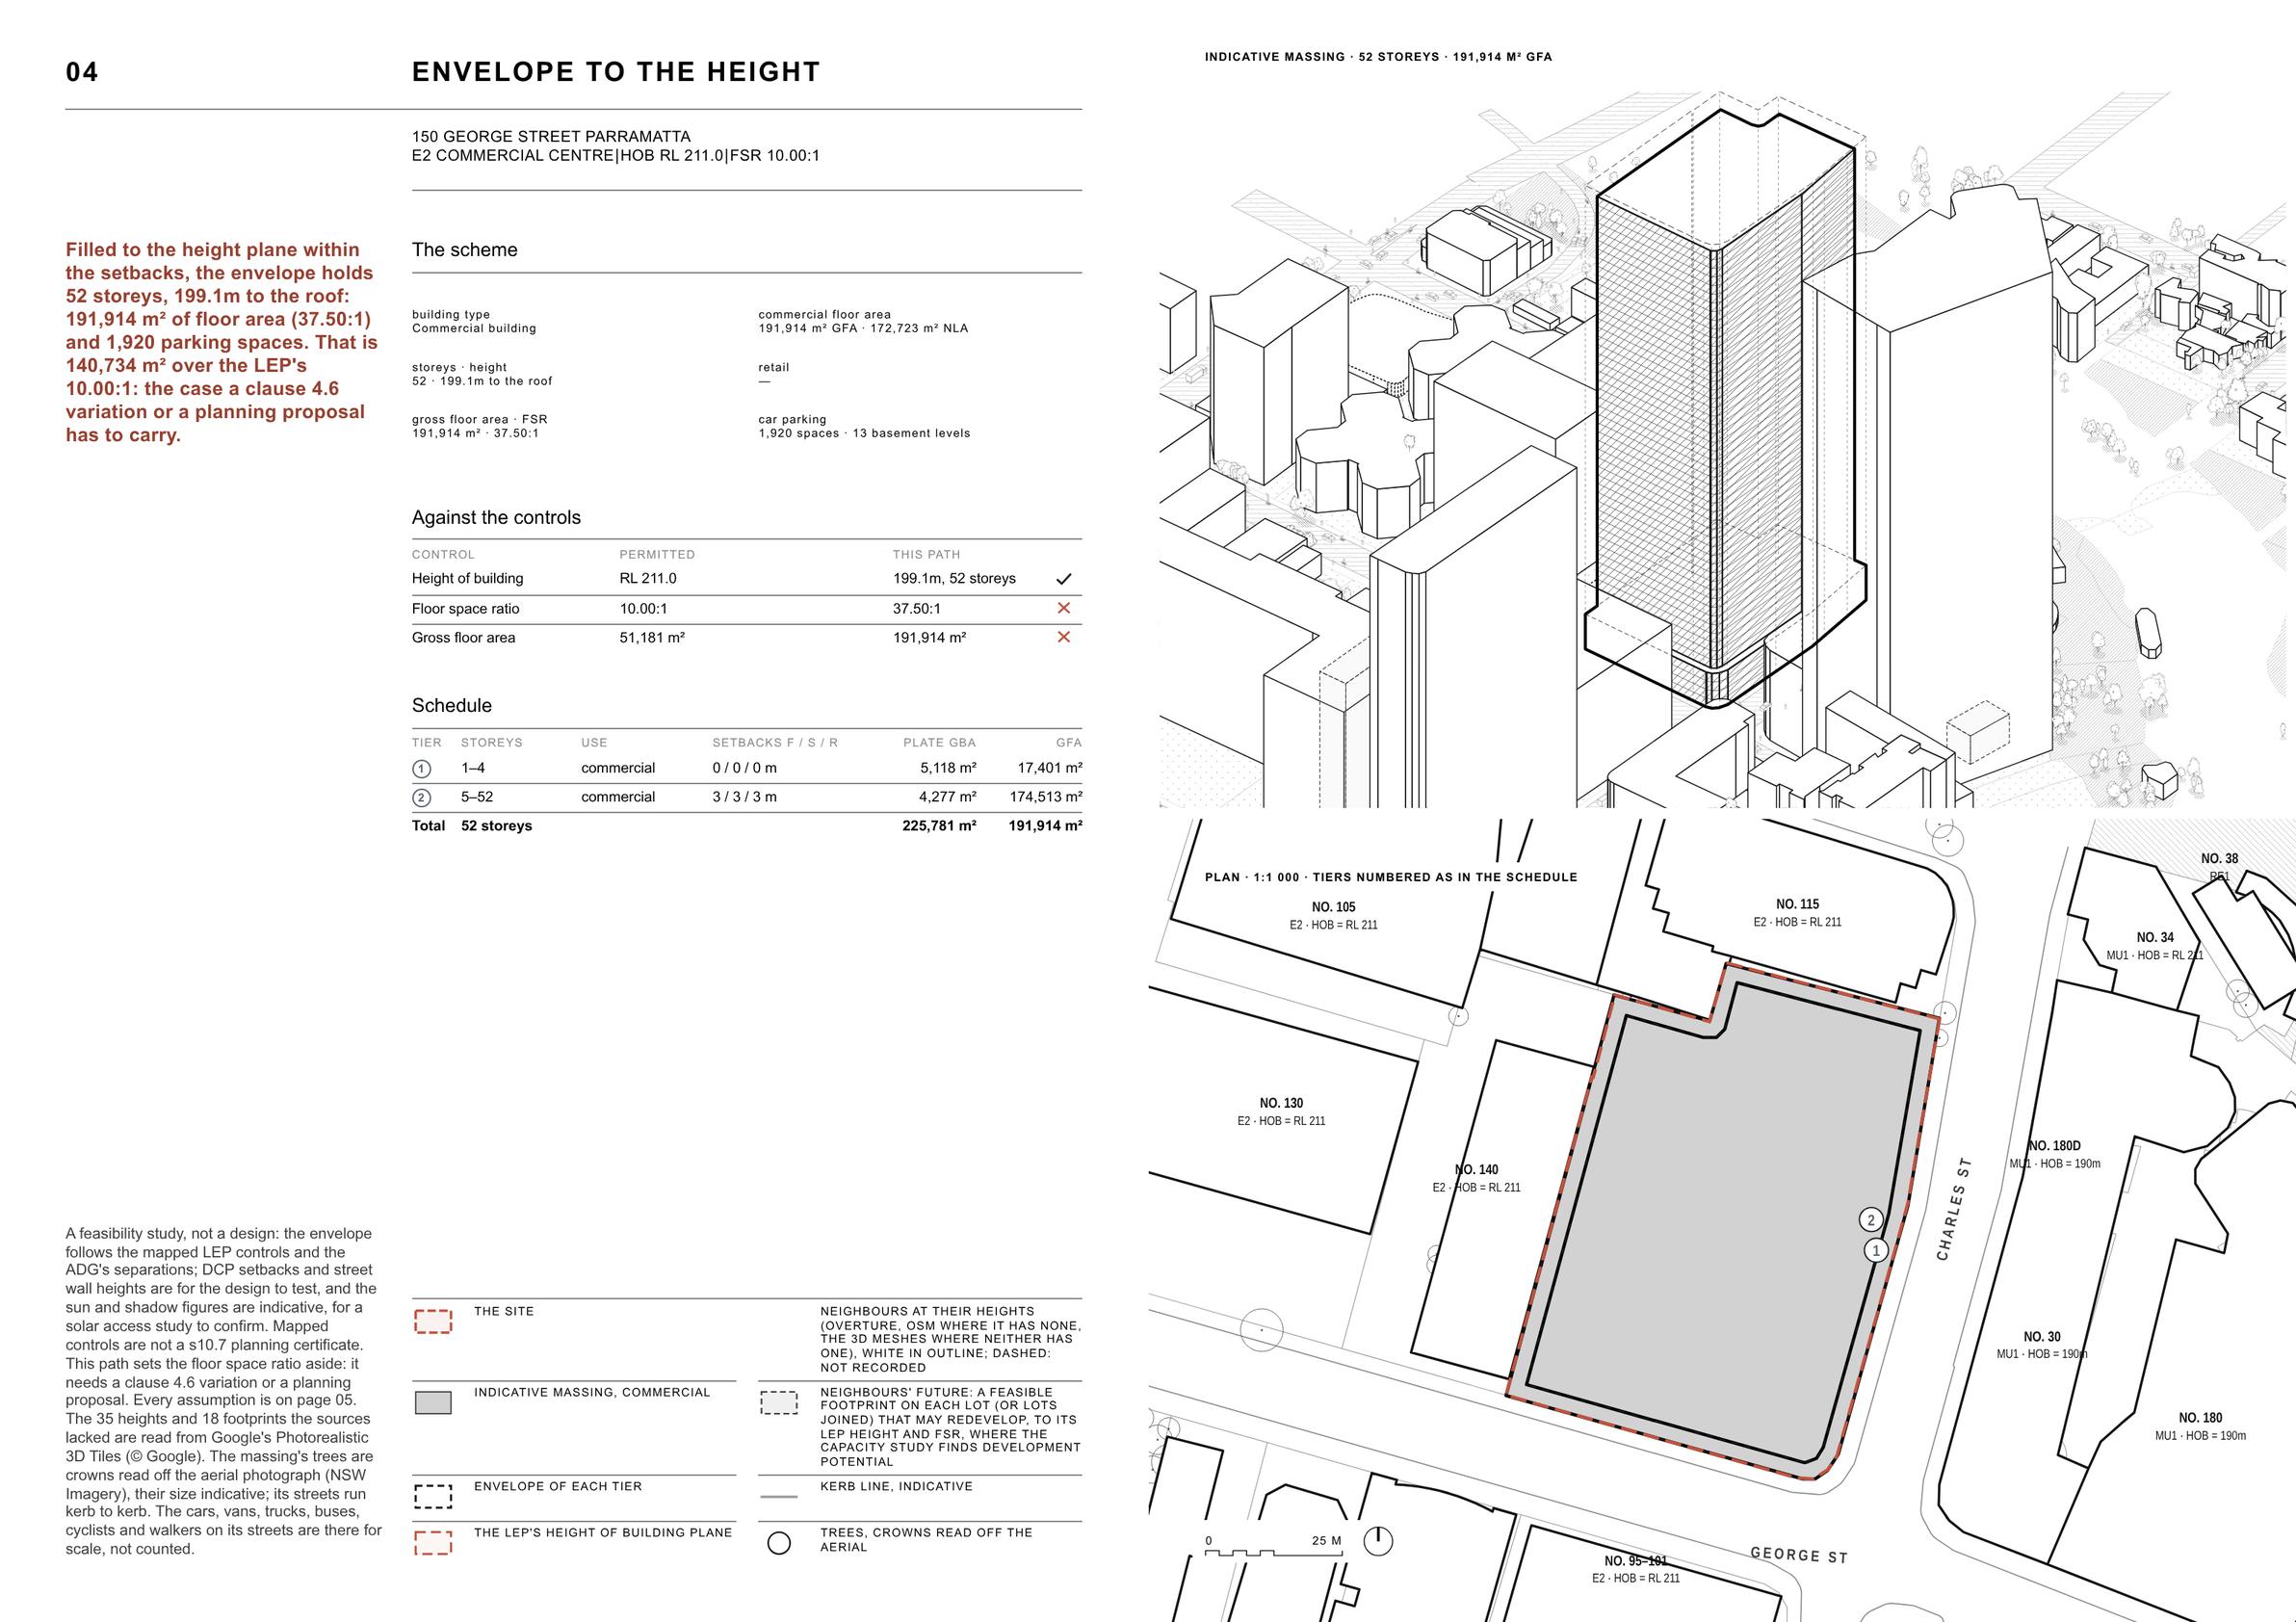 04
ENVELOPE TO THE HEIGHT
150 GEORGE STREET PARRAMATTA
E2 COMMERCIAL CENTRE|HOB RL 211.0|FSR 10.00:1
Filled to the height plane within
the setbacks, the envelope holds
52 storeys, 199.1m to the roof:
191,914 m² of floor area (37.50:1)
and 1,920 parking spaces. That is
140,734 m² over the LEP's
10.00:1: the case a clause 4.6
variation or a planning proposal
has to carry.
The scheme
building type
Commercial building
commercial floor area
191,914 m² GFA · 172,723 m² NLA
storeys · height
52 · 199.1m to the roof
retail
—
gross floor area · FSR
191,914 m² · 37.50:1
car parking
1,920 spaces · 13 basement levels
Against the controls
CONTROL PERMITTED THIS PATH
Height of building RL 211.0 199.1m, 52 storeys ✓
Floor space ratio 10.00:1 37.50:1 ✕
Gross floor area 51,181 m² 191,914 m² ✕
Schedule
TIER STOREYS USE SETBACKS F / S / R PLATE GBA GFA
1 1–4 commercial 0 / 0 / 0 m 5,118 m² 17,401 m²
2 5–52 commercial 3 / 3 / 3 m 4,277 m² 174,513 m²
Total 52 storeys 225,781 m² 191,914 m²
A feasibility study, not a design: the envelope
follows the mapped LEP controls and the
ADG's separations; DCP setbacks and street
wall heights are for the design to test, and the
sun and shadow figures are indicative, for a
solar access study to confirm. Mapped
controls are not a s10.7 planning certificate.
This path sets the floor space ratio aside: it
needs a clause 4.6 variation or a planning
proposal. Every assumption is on page 05.
The 35 heights and 18 footprints the sources
lacked are read from Google's Photorealistic
3D Tiles (© Google). The massing's trees are
crowns read off the aerial photograph (NSW
Imagery), their size indicative; its streets run
kerb to kerb. The cars, vans, trucks, buses,
cyclists and walkers on its streets are there for
scale, not counted.
THE SITE
NEIGHBOURS AT THEIR HEIGHTS
(OVERTURE, OSM WHERE IT HAS NONE,
THE 3D MESHES WHERE NEITHER HAS
ONE), WHITE IN OUTLINE; DASHED:
NOT RECORDED
INDICATIVE MASSING, COMMERCIAL
NEIGHBOURS' FUTURE: A FEASIBLE
FOOTPRINT ON EACH LOT (OR LOTS
JOINED) THAT MAY REDEVELOP, TO ITS
LEP HEIGHT AND FSR, WHERE THE
CAPACITY STUDY FINDS DEVELOPMENT
POTENTIAL
ENVELOPE OF EACH TIER
KERB LINE, INDICATIVE
THE LEP'S HEIGHT OF BUILDING PLANE
TREES, CROWNS READ OFF THE
AERIAL
INDICATIVE MASSING · 52 STOREYS · 191,914 M² GFA
PLAN · 1:1 000 · TIERS NUMBERED AS IN THE SCHEDULE
NO. 105
E2 · HOB = RL 211
NO. 115
E2 · HOB = RL 211
NO. 38
RE1
NO. 34
MU1 · HOB = RL 211
NO. 130
E2 · HOB = RL 211
NO. 140
E2 · HOB = RL 211
NO. 180D
MU1 · HOB = 190m
2
1
CHARLES ST
NO. 30
MU1 · HOB = 190m
NO. 180
MU1 · HOB = 190m
0 25 M
GEORGE ST
NO. 95–101
E2 · HOB = RL 211